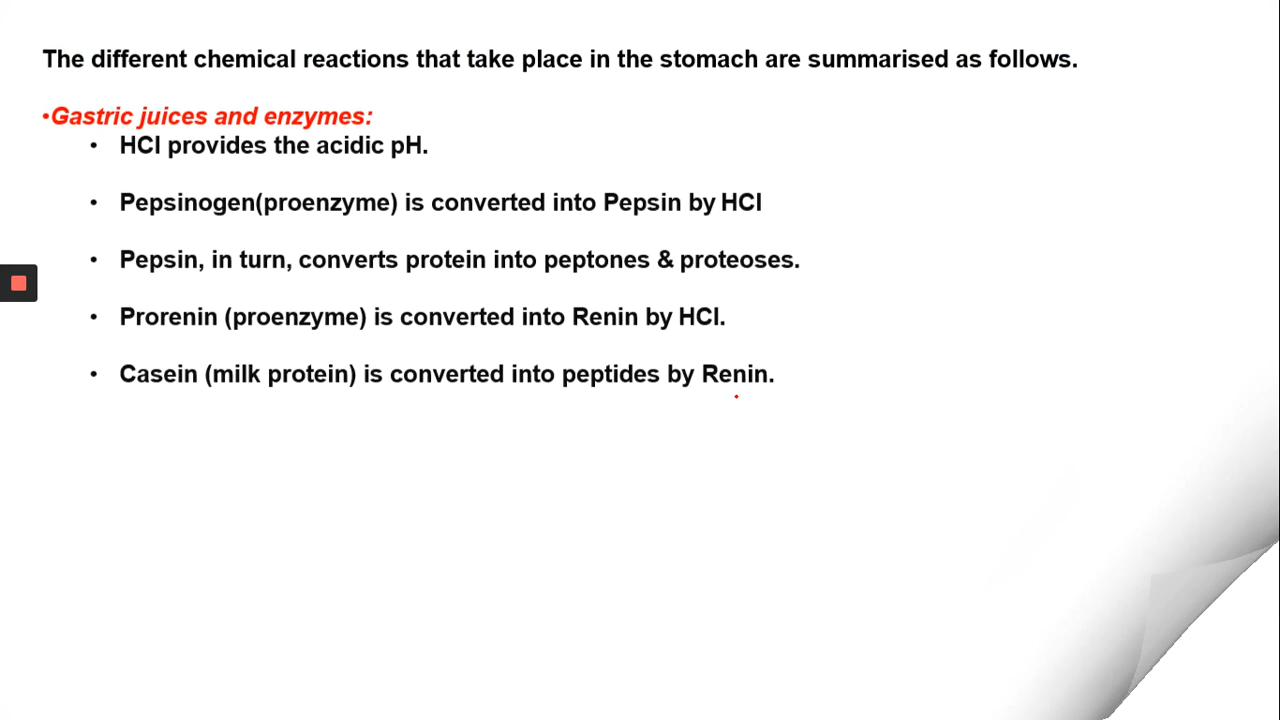 The different chemical reactions that take place in the stomach are summarised as follows.
•Gastric juices and enzymes:
• HCl provides the acidic pH.
• Pepsinogen(proenzyme) is converted into Pepsin by HCl
• Pepsin, in turn, converts protein into peptones & proteoses.
• Prorenin (proenzyme) is converted into Renin by HCl.
• Casein (milk protein) is converted into peptides by Renin.